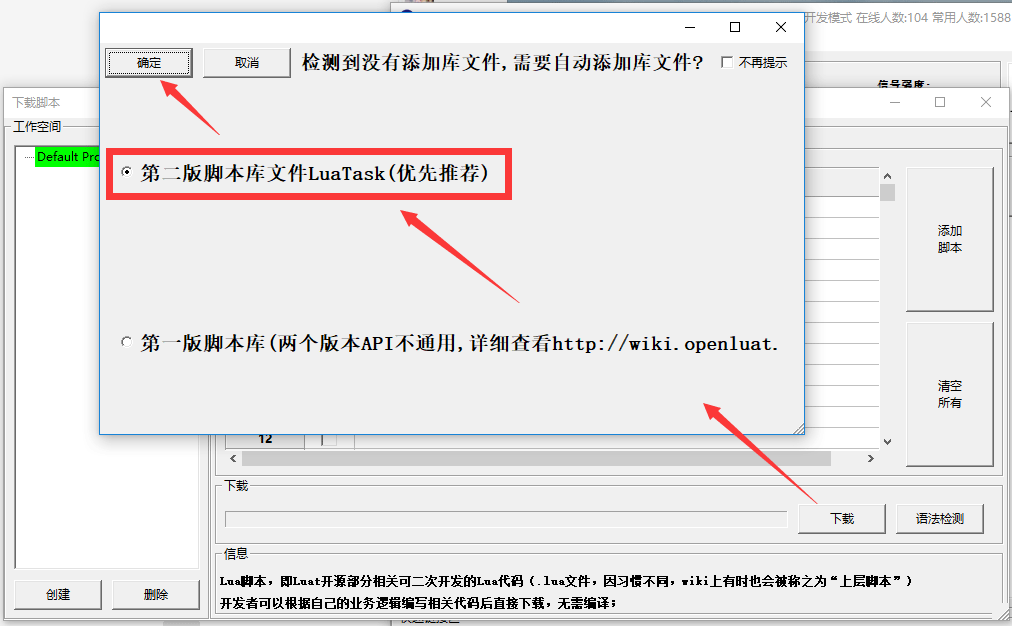 开发模式 在线人数:104 常用人数:1588
信号强度:
确定
取消
检测到没有添加库文件,需要自动添加库文件?
不再提示
下载脚本
工作空间
Default Pro
第二版脚本库文件LuaTask(优先推荐)
第一版脚本库(两个版本API不通用,详细查看http://wiki.openluat.
添加
脚本
清空
所有
12
下载
下载
语法检测
信息
Lua脚本，即Luat开源部分相关可二次开发的Lua代码（.lua文件，因习惯不同，wiki上有时也会被称之为“上层脚本”）
开发者可以根据自己的业务逻辑编写相关代码后直接下载，无需编译；
创建
删除